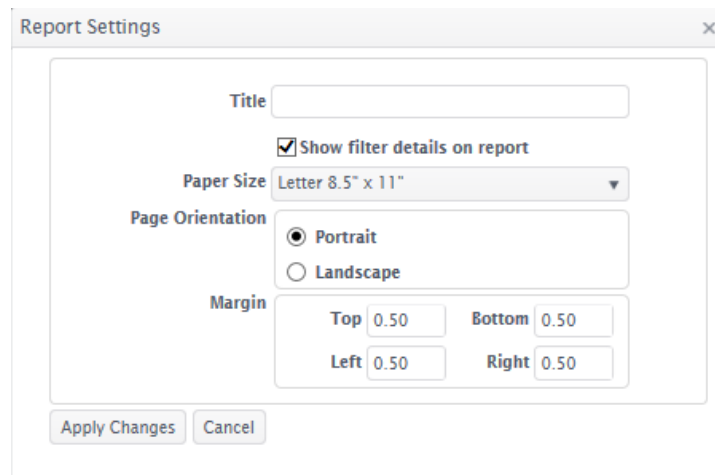 Report Settings
Title
Show filter details on report
Paper Size Letter 8.5" x 11"
Page Orientation
Portrait
Landscape
Margin
Top 0.50 Bottom 0.50
Left 0.50 Right 0.50
Apply Changes Cancel